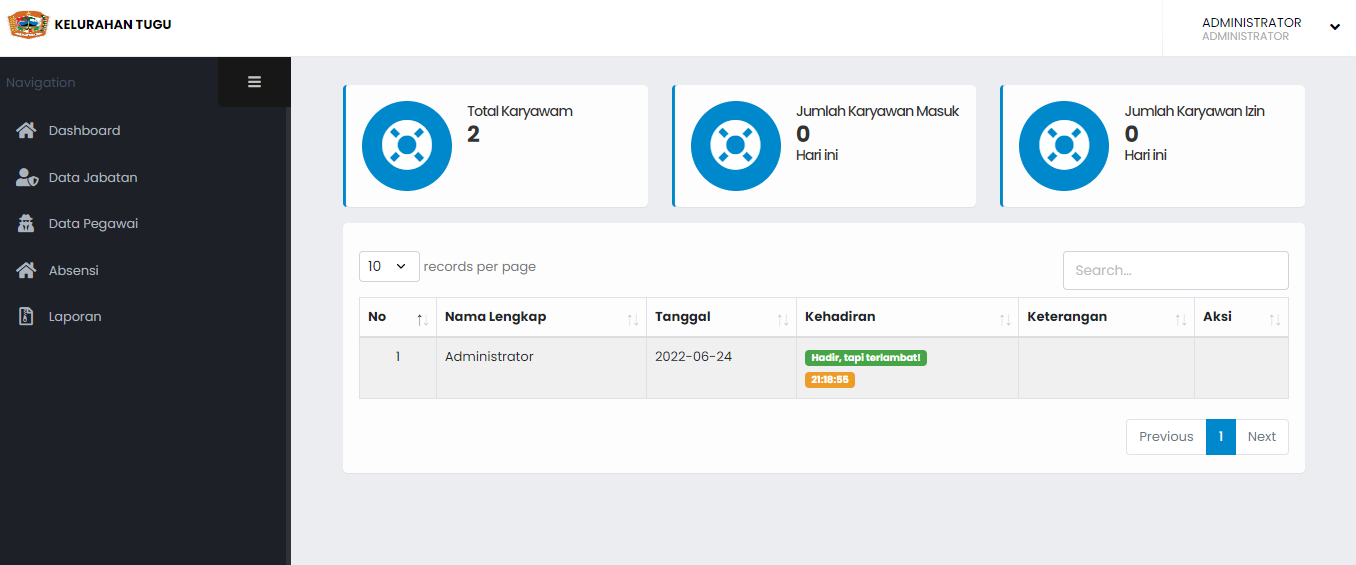 KELURAHAN TUGU
ADMINISTRATOR
ADMINISTRATOR
Navigation
Dashboard
Data Jabatan
Data Pegawai
Absensi
Laporan
Total Karyawam
2
Jumlah Karyawan Masuk
0
Hari ini
Jumlah Karyawan Izin
0
Hari ini
10 records per page
Search...
No Nama Lengkap Tanggal Kehadiran Keterangan Aksi
1 Administrator 2022-06-24 Hadir, tapi terlambat!
21:18:55
Previous 1 Next